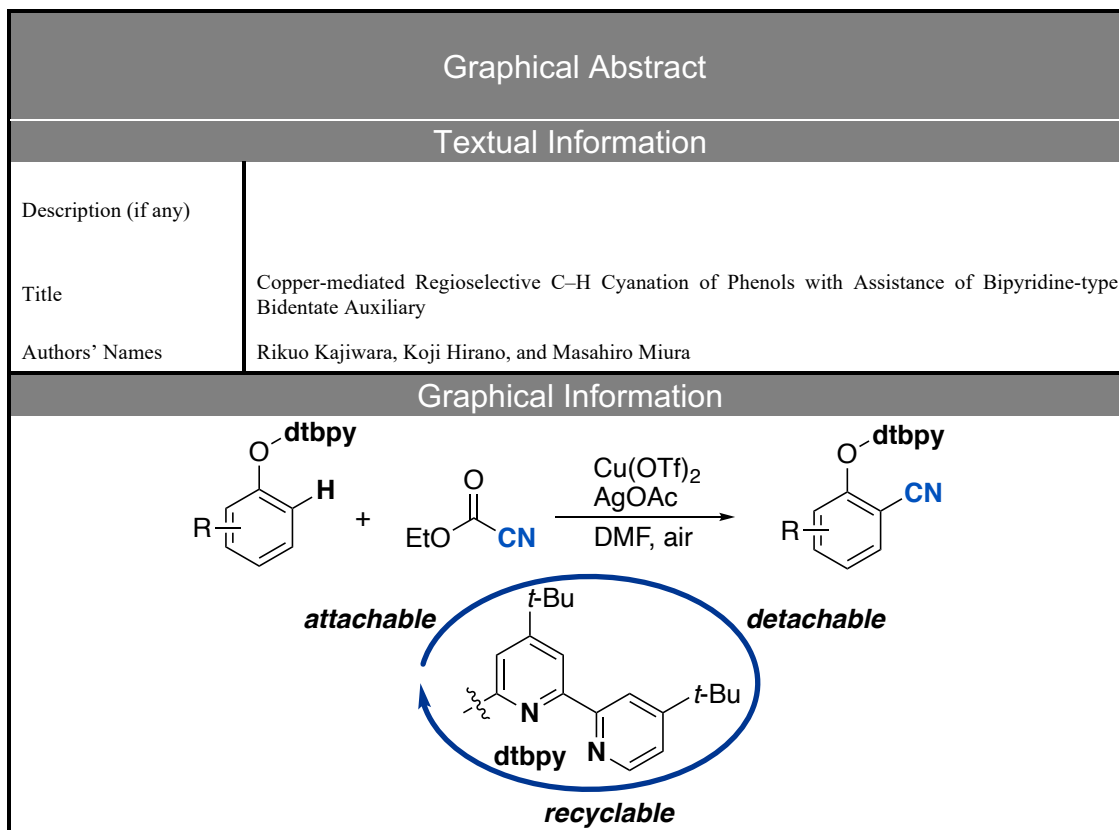 Graphical Abstract
Textual Information
Description (if any)
Title
Copper-mediated Regioselective C–H Cyanation of Phenols with Assistance of Bipyridine-type
Bidentate Auxiliary
Authors’ Names
Rikuo Kajiwara, Koji Hirano, and Masahiro Miura
Graphical Information
O dtbpy
H
R
+
O
EtO CN
Cu(OTf)2
AgOAc
DMF, air
O dtbpy
CN
R
attachable
t-Bu
detachable
t-Bu
N
N
dtbpy
recyclable